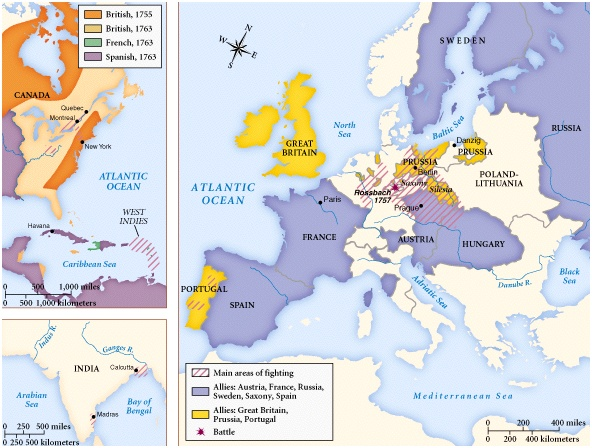 British, 1755
British, 1763
French, 1763
Spanish, 1763
CANADA
Quebec
Montreal
New York
ATLANTIC
OCEAN
WEST
INDIES
Havana
Caribbean Sea
0 500 1,000 miles
0 500 1,000 kilometers
Indus R.
Ganges R.
INDIA
Calcutta
Arabian
Sea
Bay of
Bengal
Madras
0 250 500 miles
0 250 500 kilometers
N
W
E
S
SWEDEN
North
Sea
Baltic Sea
RUSSIA
GREAT
BRITAIN
Danzig
PRUSSIA
PRUSSIA
Berlin
POLAND-
LITHUANIA
Saxony
Silesia
Rossbach
1757
Prague
ATLANTIC
OCEAN
Paris
FRANCE
AUSTRIA
HUNGARY
PORTUGAL
SPAIN
Adriatic Sea
Danube R.
Black
Sea
Mediterranean Sea
Main areas of fighting
Allies: Austria, France, Russia,
Sweden, Saxony, Spain
Allies: Great Britain,
Prussia, Portugal
Battle
0 200 400 miles
0 200 400 kilometers